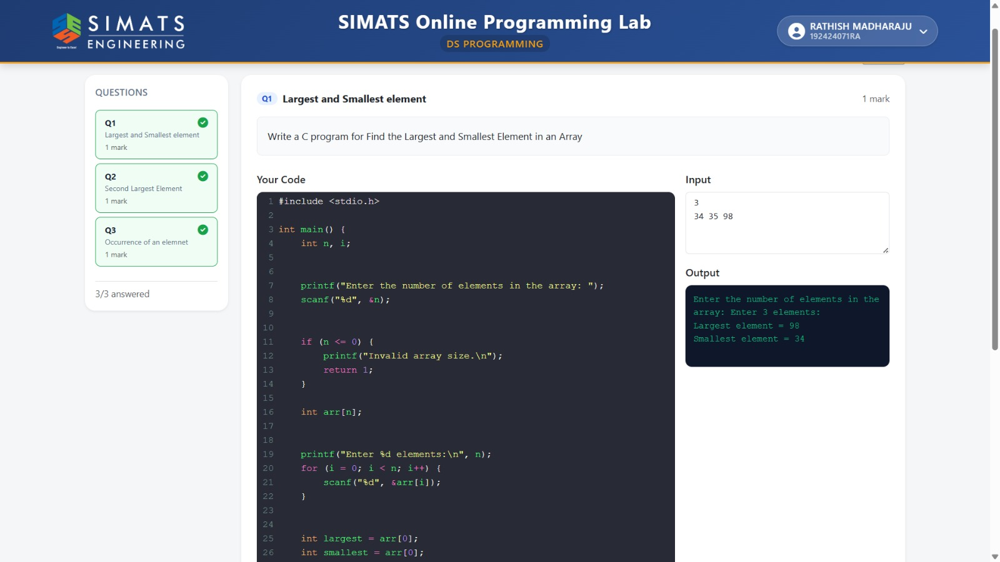 SIMATS
ENGINEERING
Engineer to Excel
SIMATS Online Programming Lab
DS PROGRAMMING
RATHISH MADHARAJU
192424071RA
QUESTIONS
Q1
Largest and Smallest element
1 mark
Q2
Second Largest Element
1 mark
Q3
Occurrence of an elemnet
1 mark
3/3 answered
Q1 Largest and Smallest element 1 mark
Write a C program for Find the Largest and Smallest Element in an Array
Your Code
1 #include <stdio.h>
2
3 int main() {
4     int n, i;
5
6
7     printf("Enter the number of elements in the array: ");
8     scanf("%d", &n);
9
10
11     if (n <= 0) {
12         printf("Invalid array size.\n");
13         return 1;
14     }
15
16     int arr[n];
17
18
19     printf("Enter %d elements:\n", n);
20     for (i = 0; i < n; i++) {
21         scanf("%d", &arr[i]);
22     }
23
24
25     int largest = arr[0];
26     int smallest = arr[0];
Input
3
34 35 98
Output
Enter the number of elements in the
array: Enter 3 elements:
Largest element = 98
Smallest element = 34